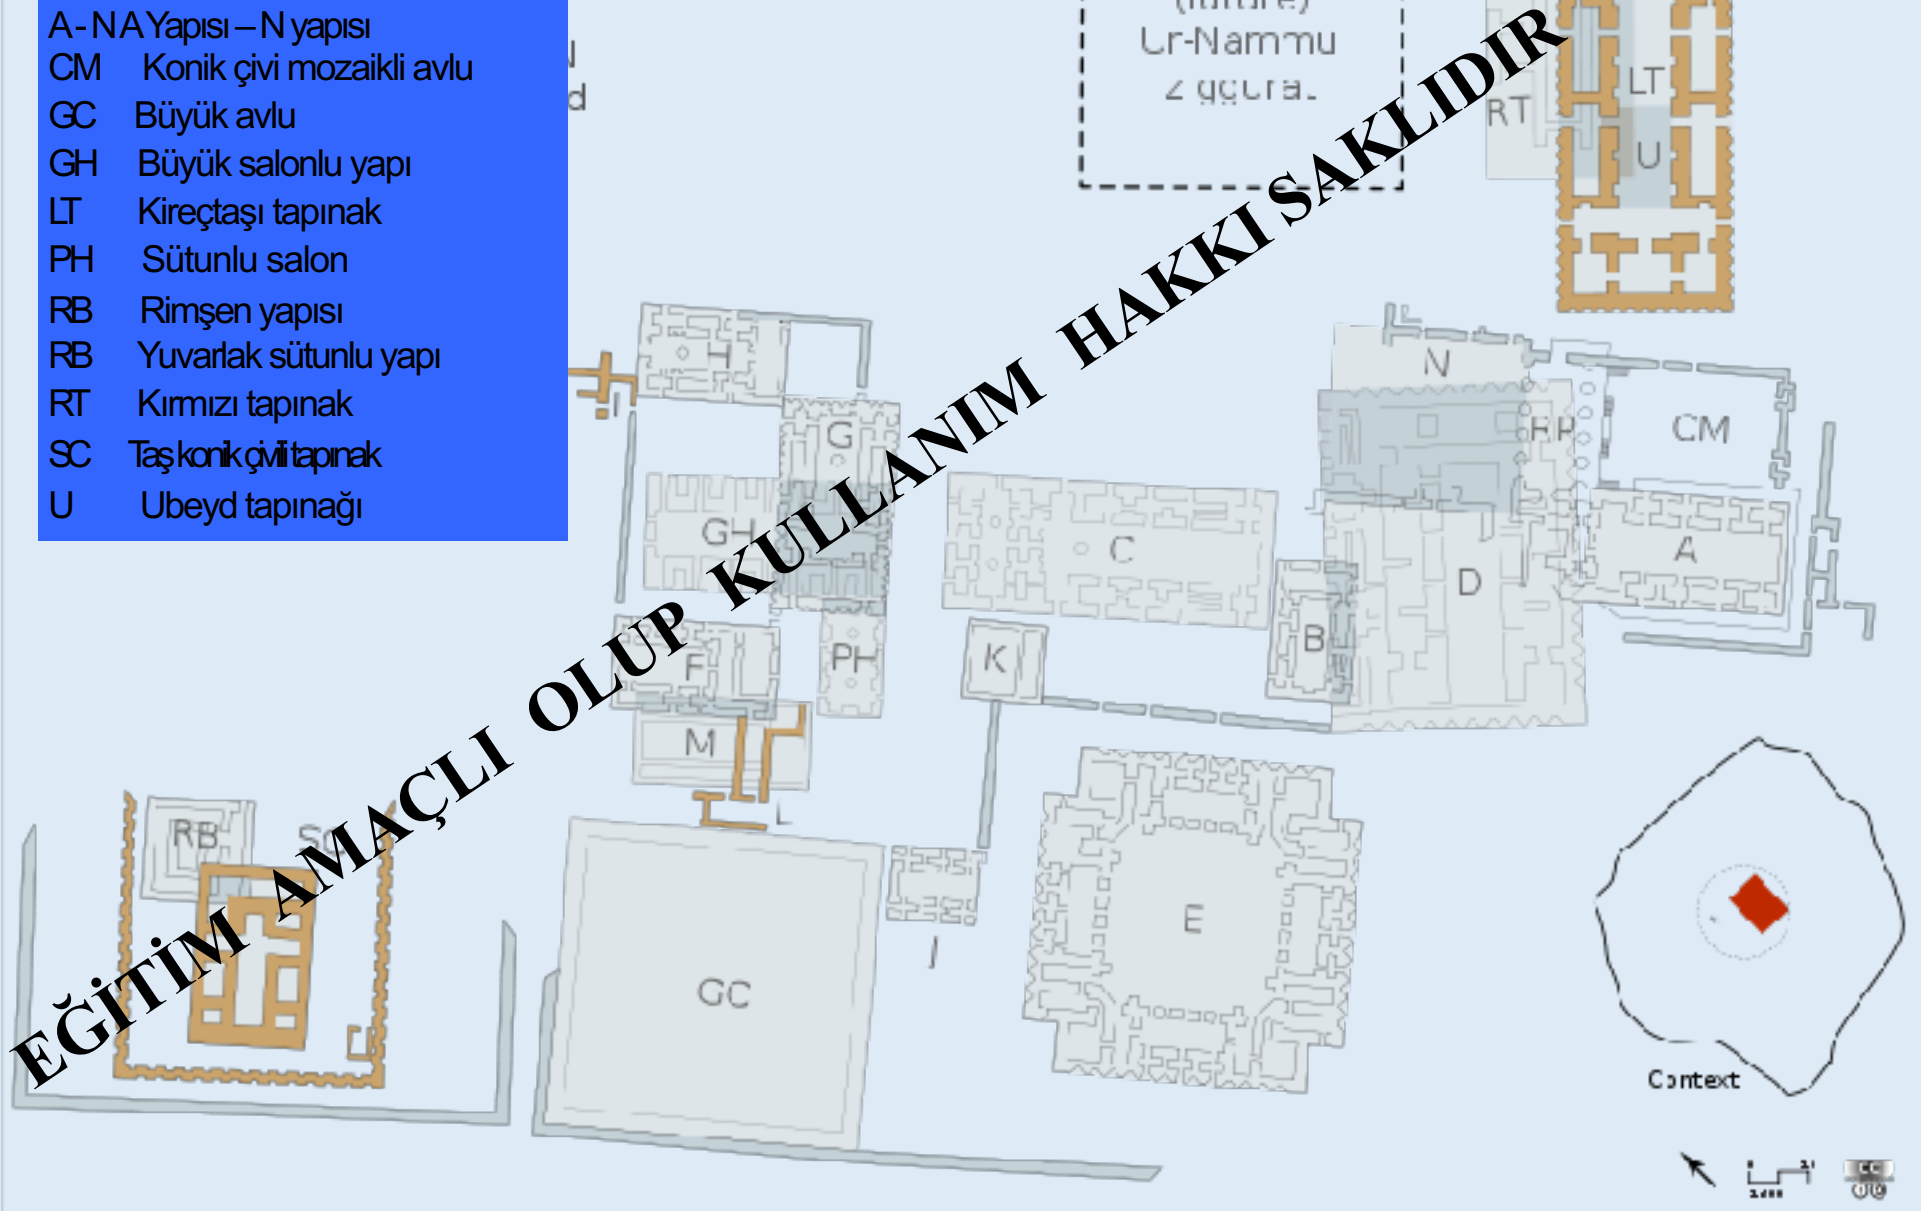 A - N A Yapısı – N yapısı
CM Konik çivi mozaikli avlu
GC Büyük avlu
GH Büyük salonlu yapı
LT Kireçtaşı tapınak
PH Sütunlu salon
RB Rimşen yapısı
RB Yuvarlak sütunlu yapı
RT Kırmızı tapınak
SC Taş konik çivili tapınak
U Ubeyd tapınağı
(future)
Ur-Nammu
LT
RT
U
EĞİTİM AMAÇLI OLUP KULLANIM HAKKI SAKLIDIR
H
N
G
CM
GH
C
A
D
B
F
PH
K
M
L
RB
SC
E
GC
J
Context